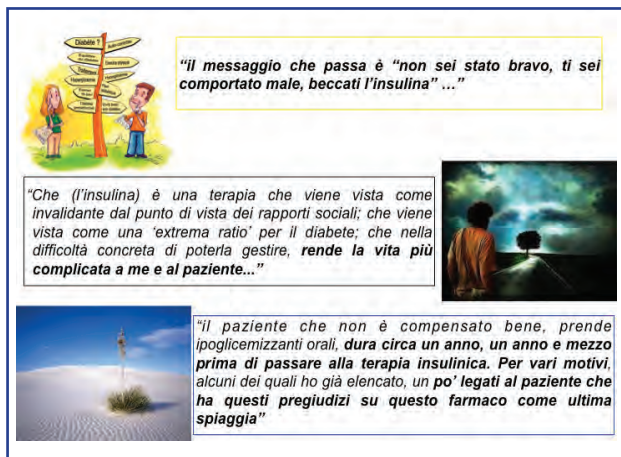 Diabète ?
“il messaggio che passa è “non sei stato bravo, ti sei
comportato male, beccati l’insulina” …”
“Che (l’insulina) è una terapia che viene vista come
invalidante dal punto di vista dei rapporti sociali; che viene
vista come una ‘extrema ratio’ per il diabete; che nella
difficoltà concreta di poterla gestire, rende la vita più
complicata a me e al paziente...”
“il paziente che non è compensato bene, prende
ipoglicemizzanti orali, dura circa un anno, un anno e mezzo
prima di passare alla terapia insulinica. Per vari motivi,
alcuni dei quali ho già elencato, un po’ legati al paziente che
ha questi pregiudizi su questo farmaco come ultima
spiaggia”